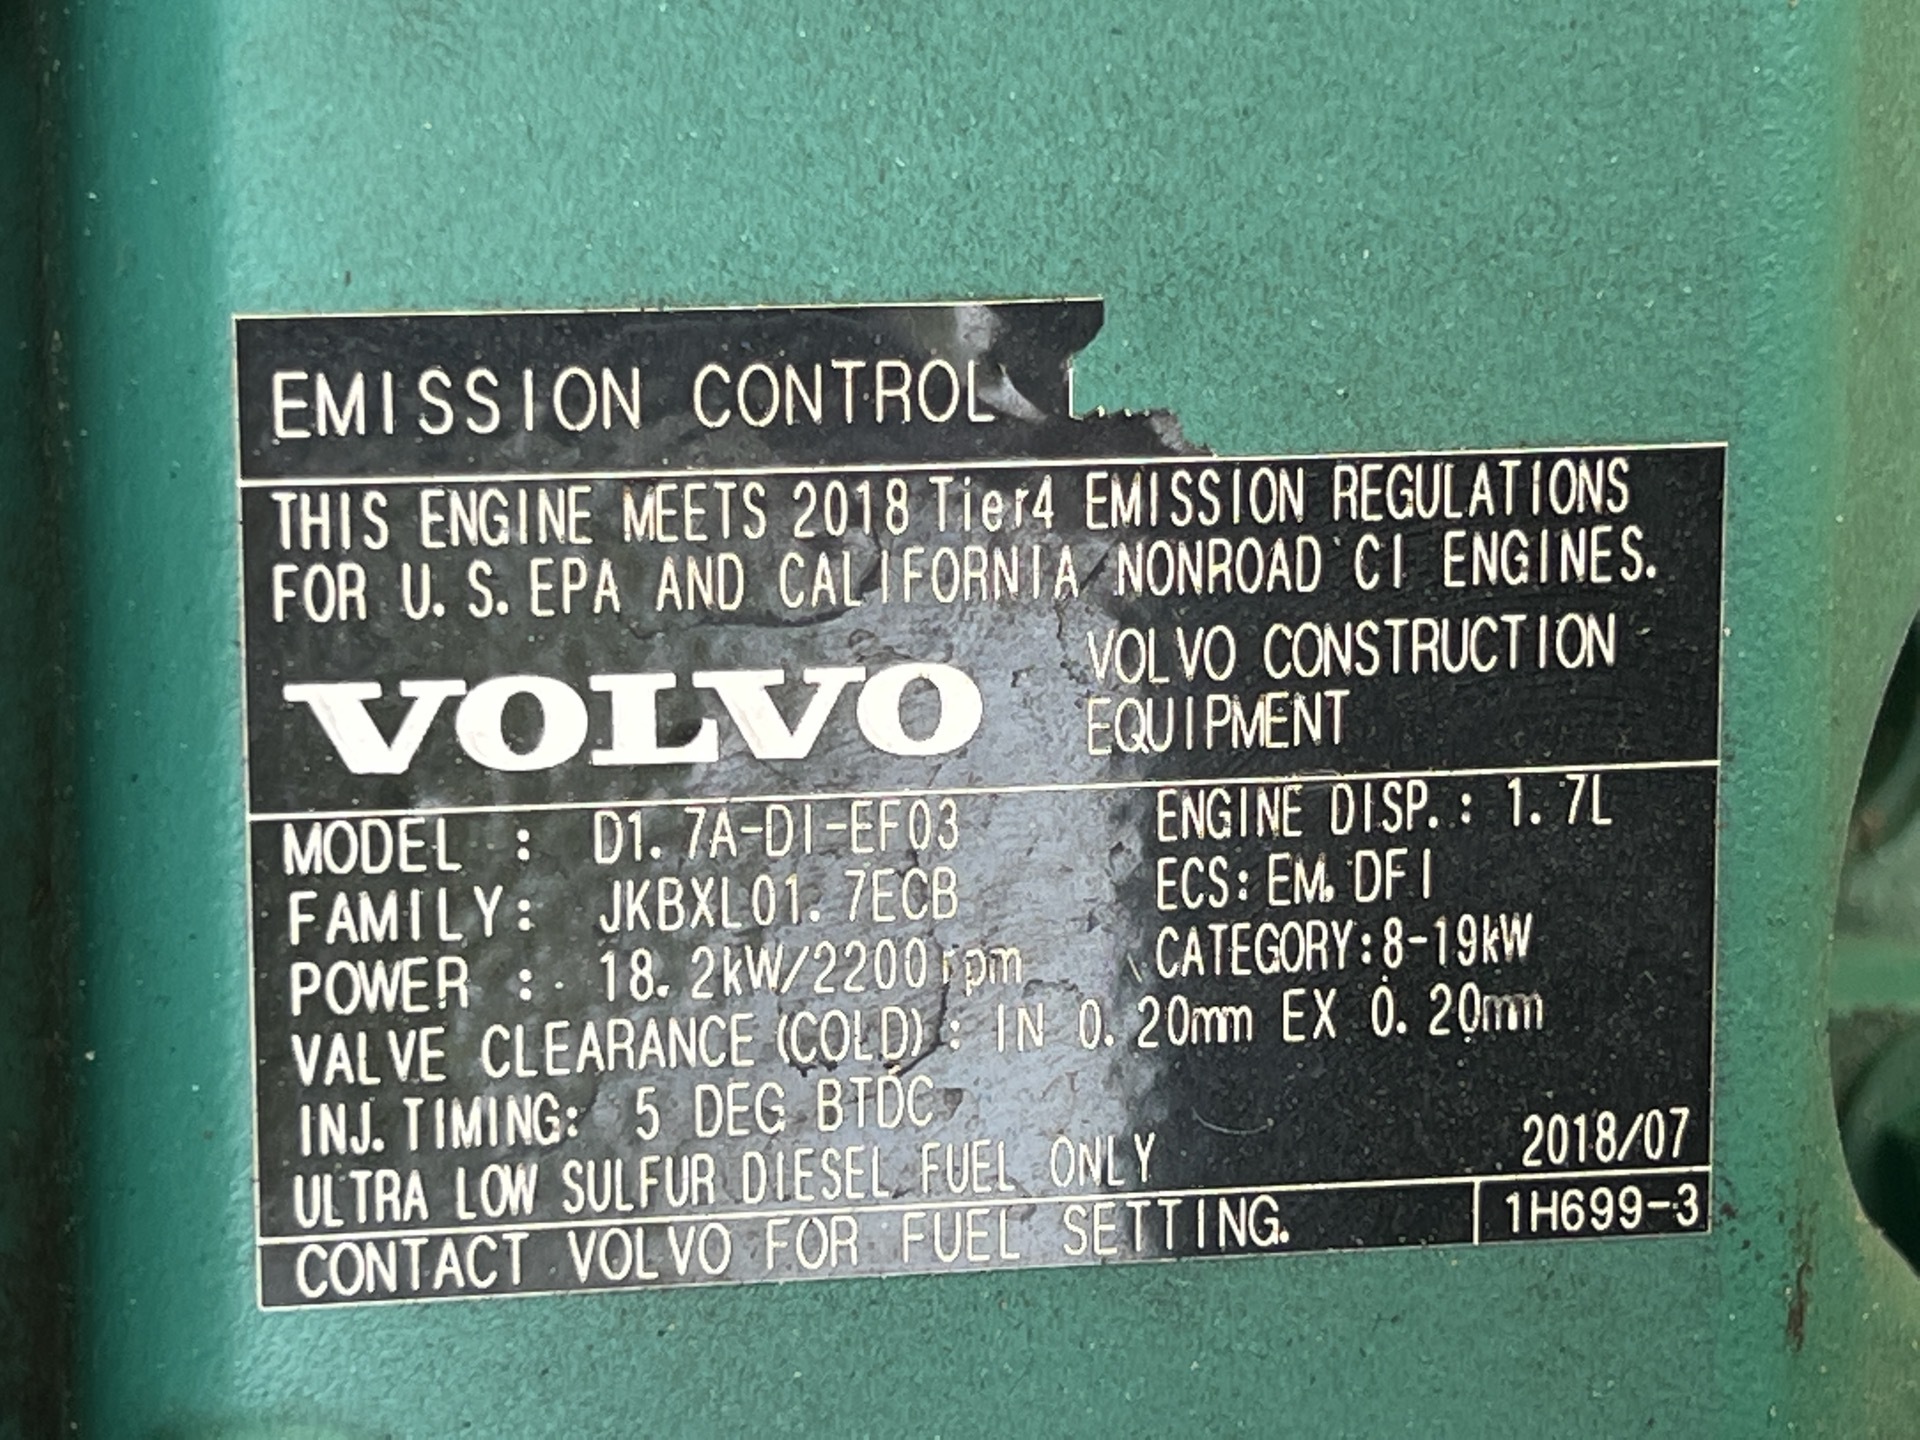 EMISSION CONTROL
THIS ENGINE MEETS 2018 Tier4 EMISSION REGULATIONS
FOR U.S. EPA AND CALIFORNIA NONROAD CI ENGINES.
VOLVO
VOLVO CONSTRUCTION
EQUIPMENT
MODEL : D1.7A-DI-EF03
ENGINE DISP.: 1.7L
FAMILY: JKBXL01.7ECB
ECS: EM. DFI
POWER : 18.2kW/2200rpm
CATEGORY:8-19kW
VALVE CLEARANCE (COLD): IN 0.20mm EX 0.20mm
INJ. TIMING: 5 DEG BTDC
ULTRA LOW SULFUR DIESEL FUEL ONLY
2018/07
CONTACT VOLVO FOR FUEL SETTING.
1H699-3